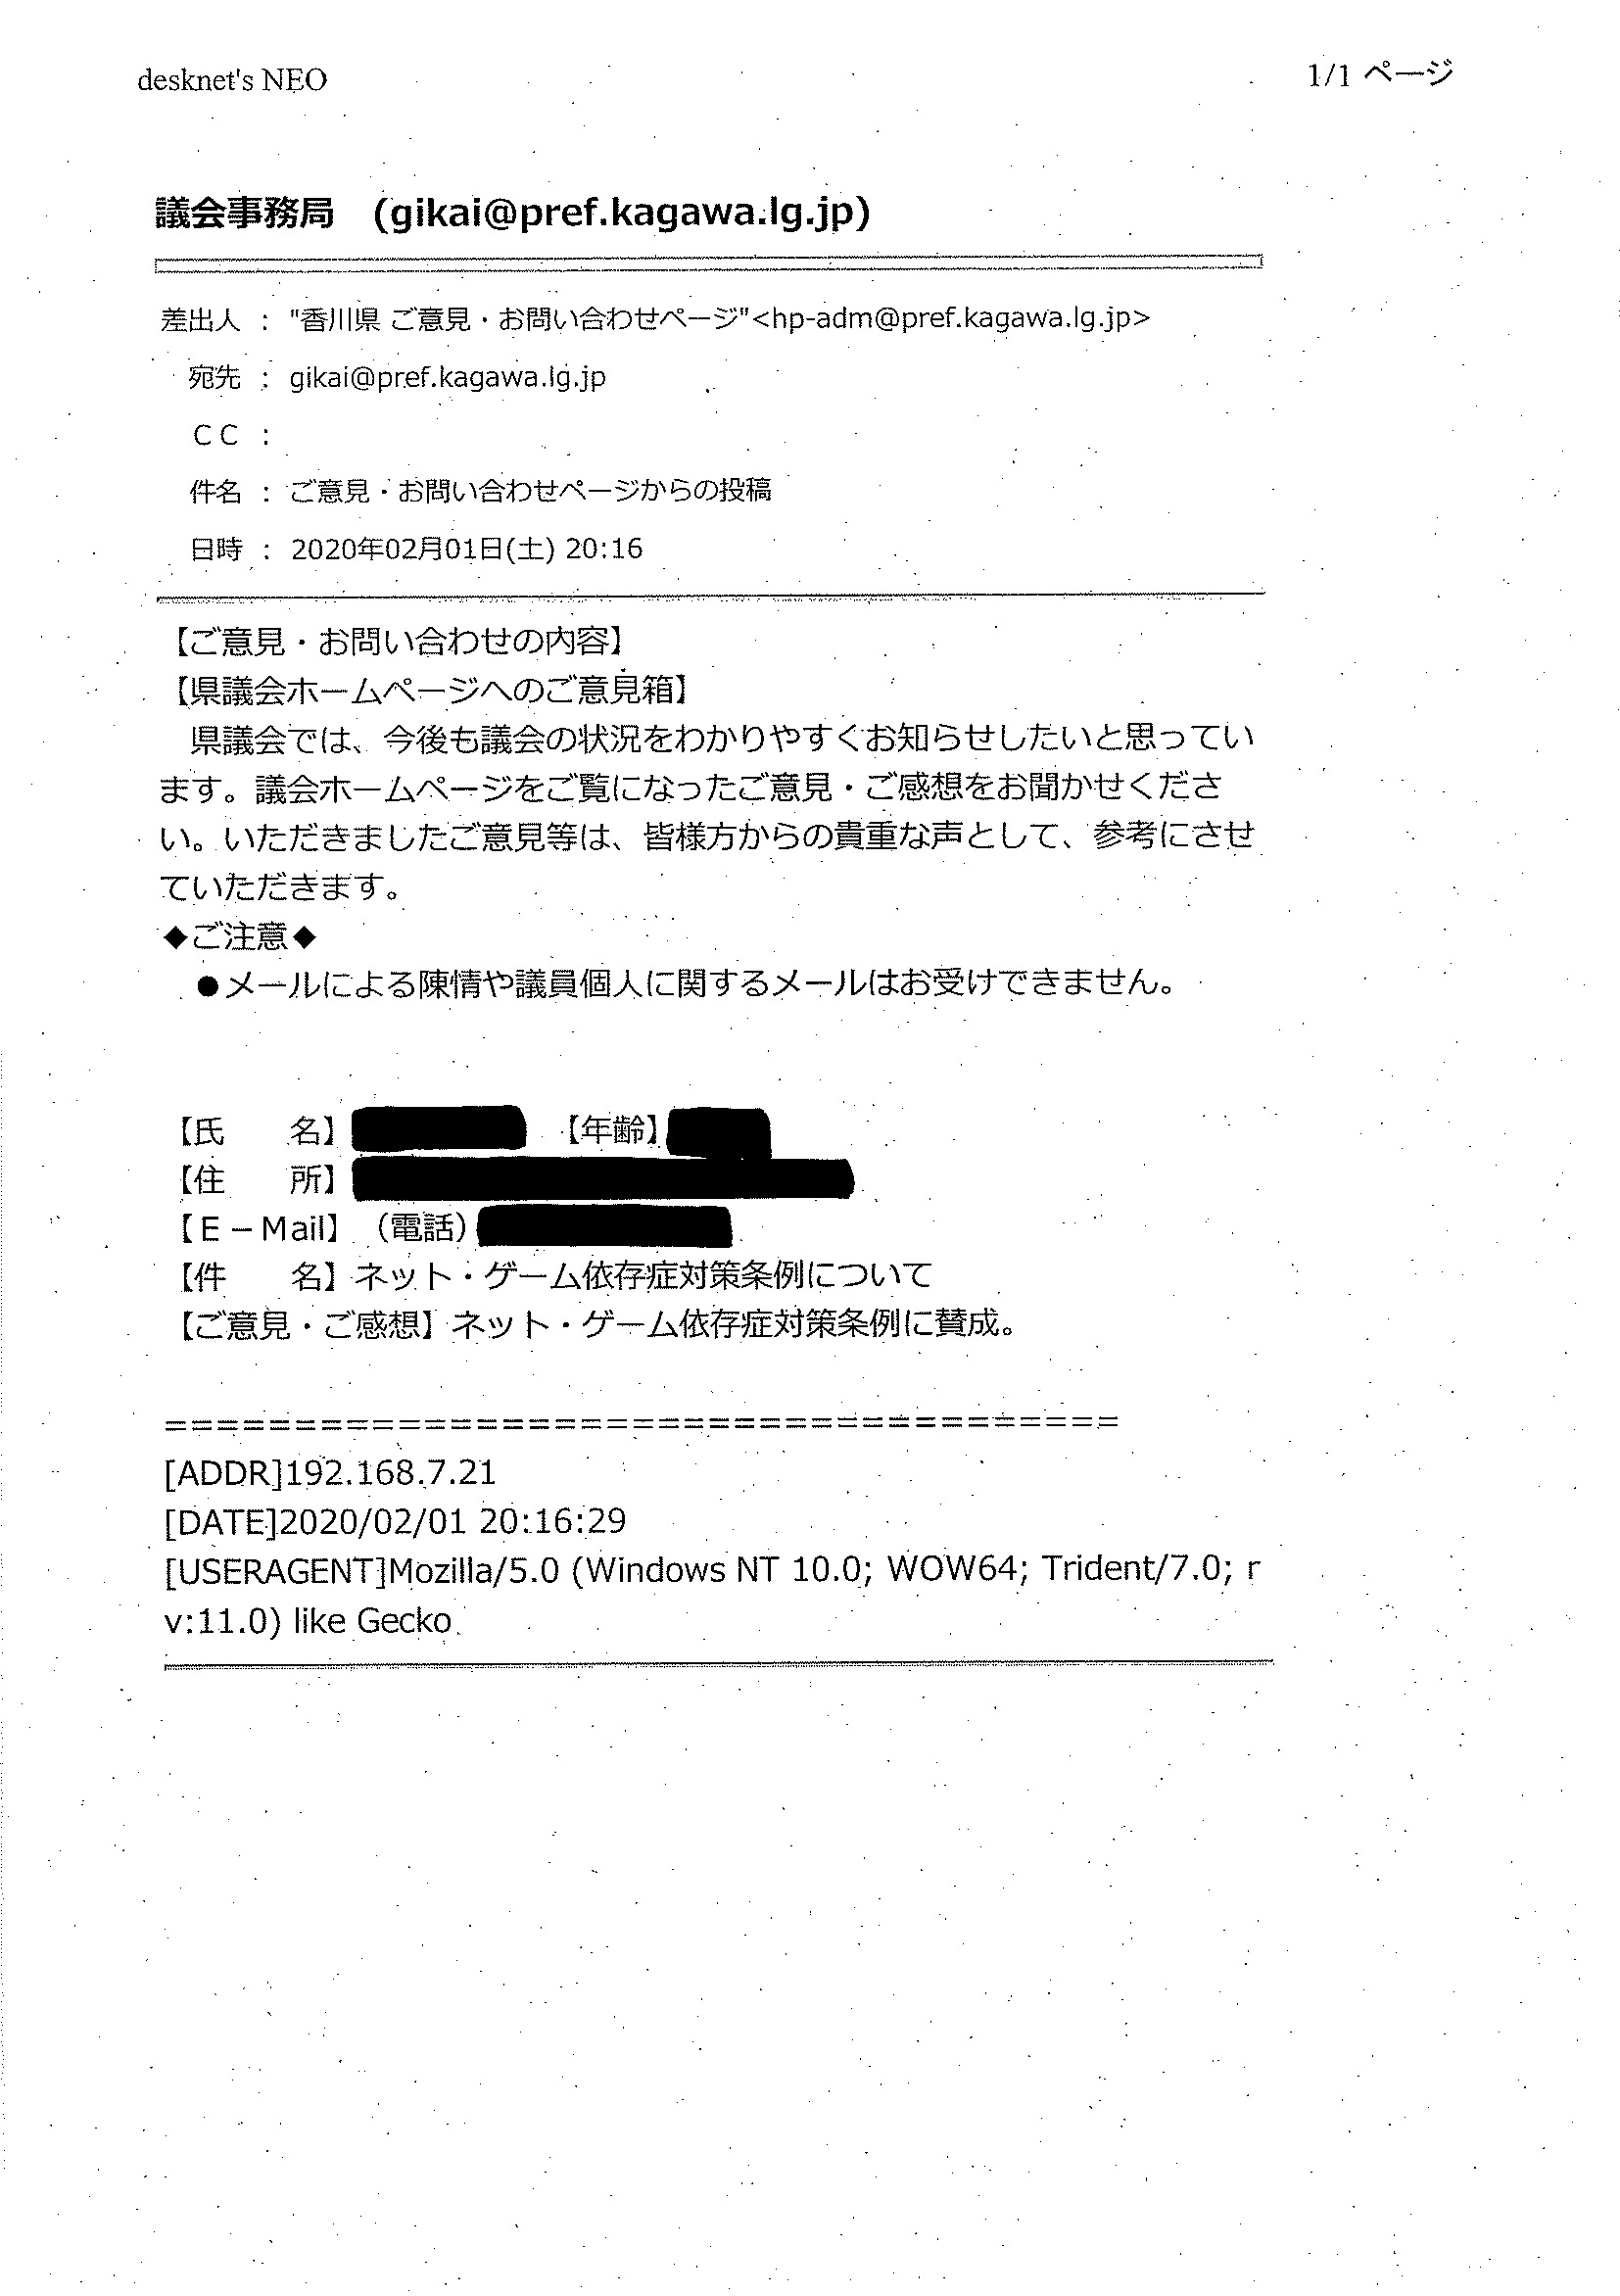 desknet's NEO
1/1 ページ
議会事務局　(gikai@pref.kagawa.lg.jp)
差出人 ： "香川県 ご意見・お問い合わせページ"<hp-adm@pref.kagawa.lg.jp>
宛先 ： gikai@pref.kagawa.lg.jp
ＣＣ ：
件名 ： ご意見・お問い合わせページからの投稿
日時 ： 2020年02月01日(土) 20:16
【ご意見・お問い合わせの内容】
【県議会ホームページへのご意見箱】
　県議会では、今後も議会の状況をわかりやすくお知らせしたいと思ってい
ます。議会ホームページをご覧になったご意見・ご感想をお聞かせくださ
い。いただきましたご意見等は、皆様方からの貴重な声として、参考にさせ
ていただきます。
◆ご注意◆
　●メールによる陳情や議員個人に関するメールはお受けできません。
【氏　　名】　【年齢】
【住　　所】
【Ｅ－Mail】（電話）
【件　　名】ネット・ゲーム依存症対策条例について
【ご意見・ご感想】ネット・ゲーム依存症対策条例に賛成。
=====================================
[ADDR]192.168.7.21
[DATE]2020/02/01 20:16:29
[USERAGENT]Mozilla/5.0 (Windows NT 10.0; WOW64; Trident/7.0; r
v:11.0) like Gecko